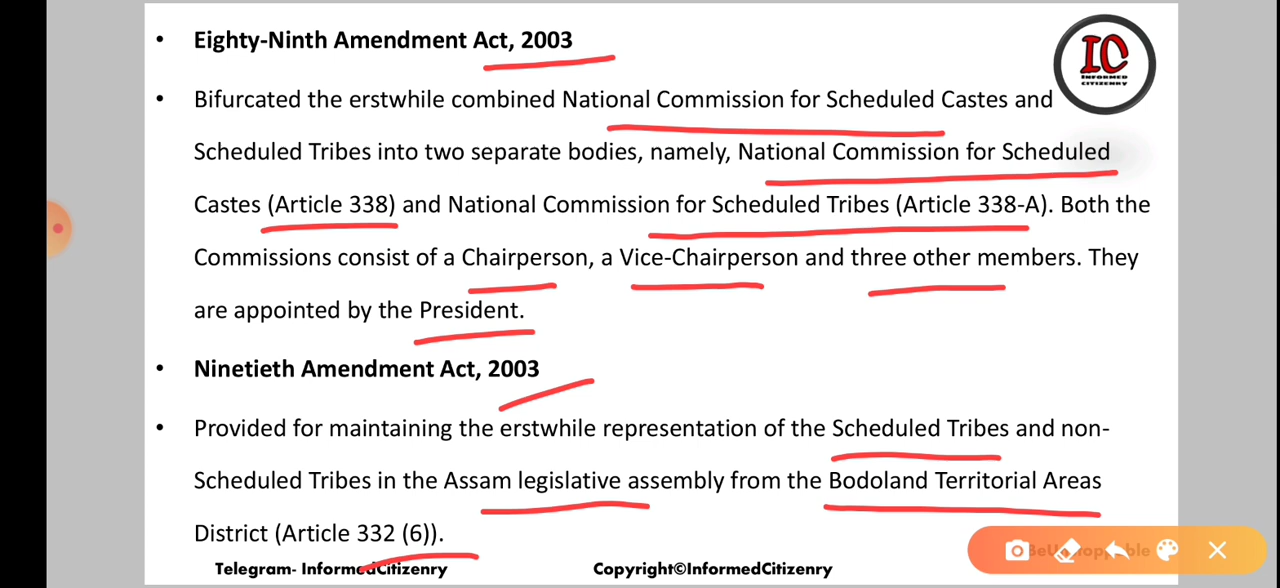 Eighty-Ninth Amendment Act, 2003
IC
INFORMED
CITIZENRY
Bifurcated the erstwhile combined National Commission for Scheduled Castes and
Scheduled Tribes into two separate bodies, namely, National Commission for Scheduled
Castes (Article 338) and National Commission for Scheduled Tribes (Article 338-A). Both the
Commissions consist of a Chairperson, a Vice-Chairperson and three other members. They
are appointed by the President.
Ninetieth Amendment Act, 2003
Provided for maintaining the erstwhile representation of the Scheduled Tribes and non-
Scheduled Tribes in the Assam legislative assembly from the Bodoland Territorial Areas
District (Article 332 (6)).
Telegram- InformedCitizenry
Copyright©InformedCitizenry